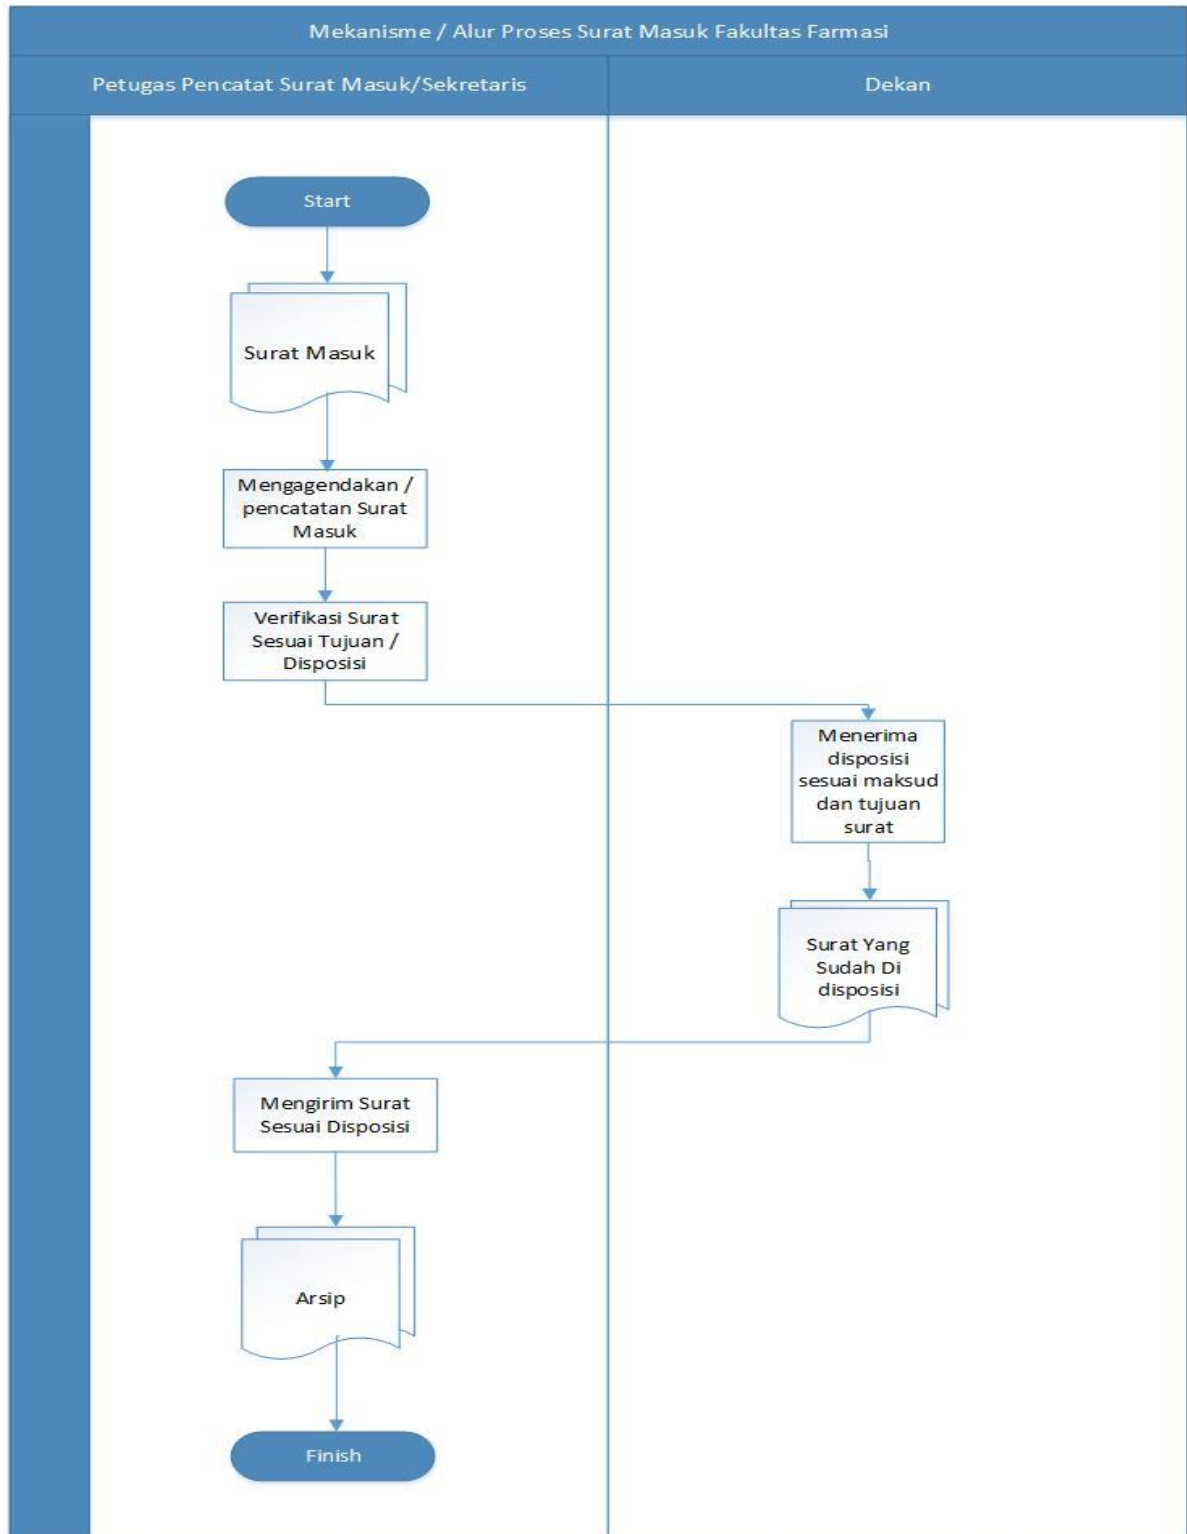 Mekanisme / Alur Proses Surat Masuk Fakultas Farmasi
Petugas Pencatat Surat Masuk/Sekretaris
Dekan
Start
Surat Masuk
Mengagendakan /
pencatatan Surat
Masuk
Verifikasi Surat
Sesuai Tujuan /
Disposisi
Menerima
disposisi
sesuai maksud
dan tujuan
surat
Surat Yang
Sudah Di
disposisi
Mengirim Surat
Sesuai Disposisi
Arsip
Finish